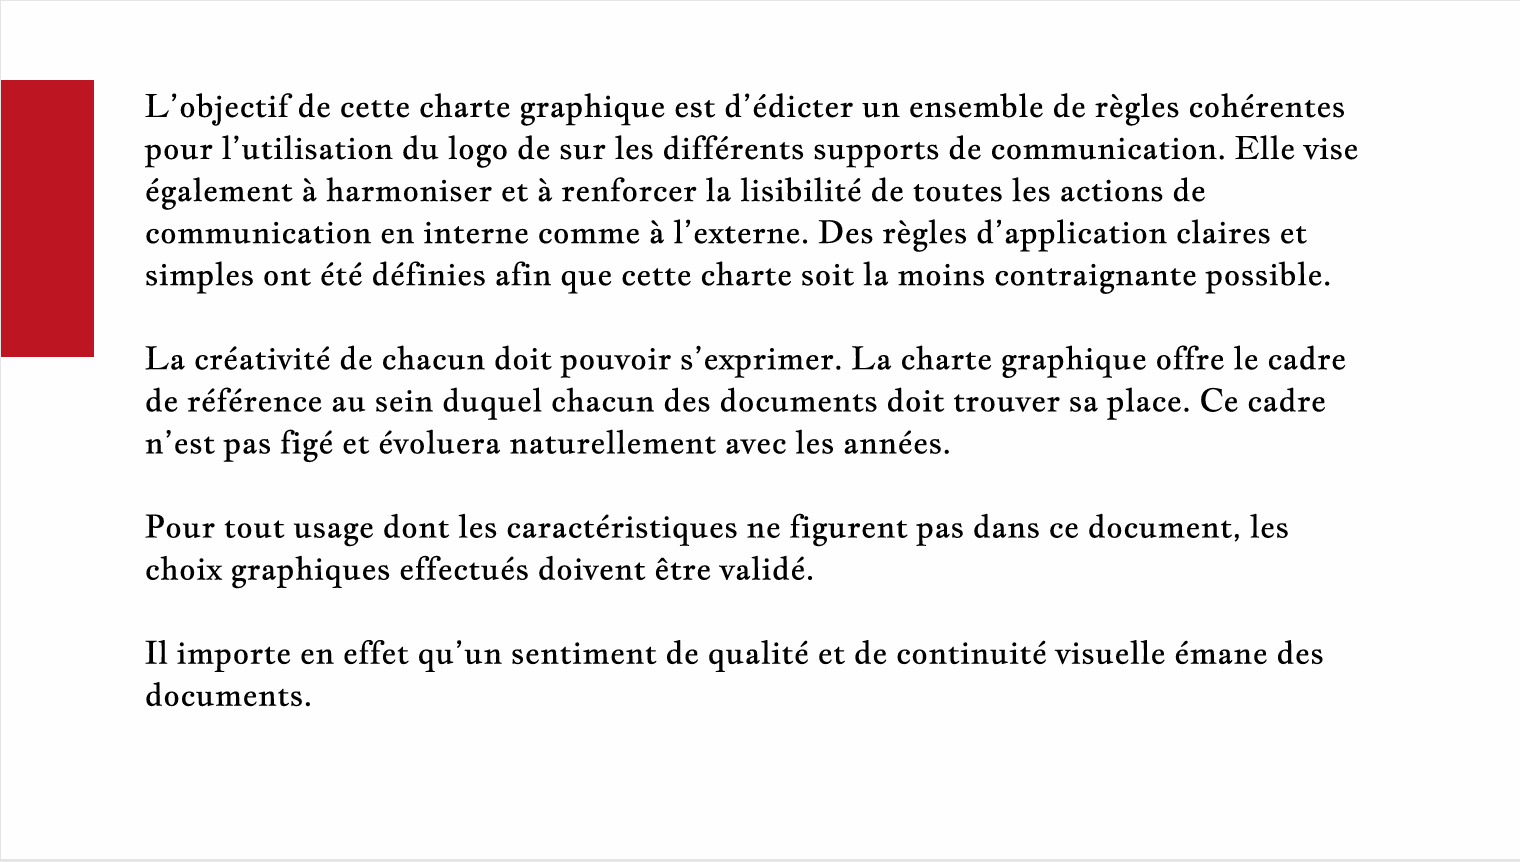 L’objectif de cette charte graphique est d’édicter un ensemble de règles cohérentes
pour l’utilisation du logo de sur les différents supports de communication. Elle vise
également à harmoniser et à renforcer la lisibilité de toutes les actions de
communication en interne comme à l’externe. Des règles d’application claires et
simples ont été définies afin que cette charte soit la moins contraignante possible.
La créativité de chacun doit pouvoir s’exprimer. La charte graphique offre le cadre
de référence au sein duquel chacun des documents doit trouver sa place. Ce cadre
n’est pas figé et évoluera naturellement avec les années.
Pour tout usage dont les caractéristiques ne figurent pas dans ce document, les
choix graphiques effectués doivent être validé.
Il importe en effet qu’un sentiment de qualité et de continuité visuelle émane des
documents.